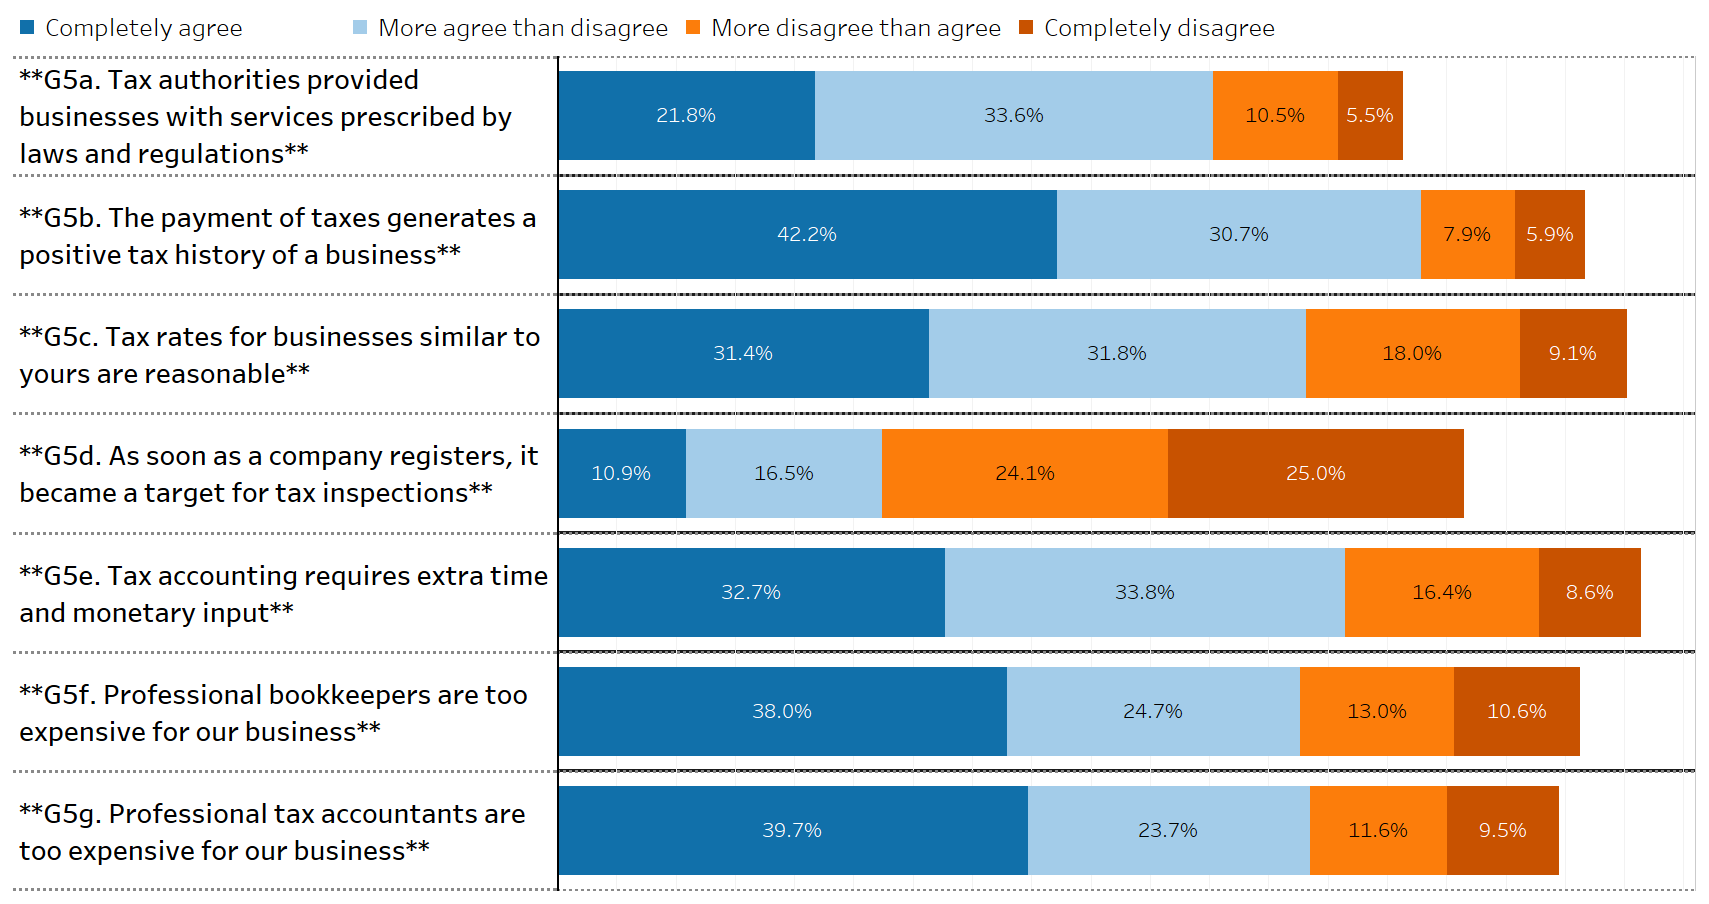 Completely agree More agree than disagree More disagree than agree Completely disagree
**G5a. Tax authorities provided
businesses with services prescribed by
laws and regulations**
21.8% 33.6% 10.5% 5.5%
**G5b. The payment of taxes generates a
positive tax history of a business**
42.2% 30.7% 7.9% 5.9%
**G5c. Tax rates for businesses similar to
yours are reasonable**
31.4% 31.8% 18.0% 9.1%
**G5d. As soon as a company registers, it
became a target for tax inspections**
10.9% 16.5% 24.1% 25.0%
**G5e. Tax accounting requires extra time
and monetary input**
32.7% 33.8% 16.4% 8.6%
**G5f. Professional bookkeepers are too
expensive for our business**
38.0% 24.7% 13.0% 10.6%
**G5g. Professional tax accountants are
too expensive for our business**
39.7% 23.7% 11.6% 9.5%